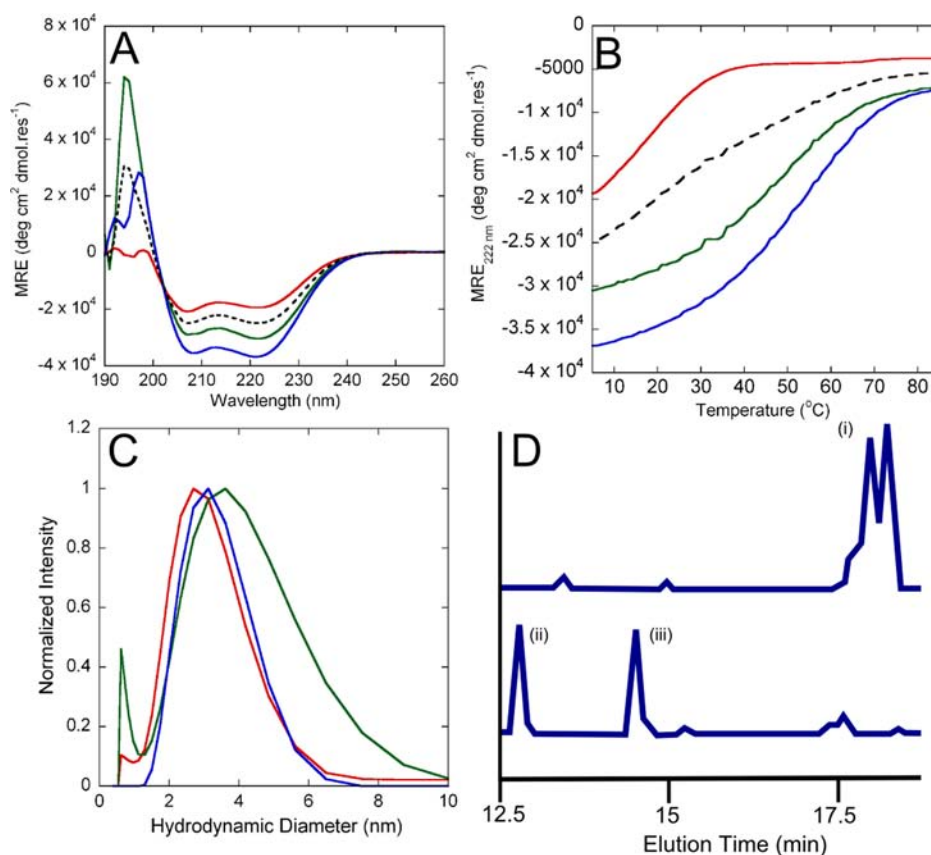 A
8 x 10⁴
6 x 10⁴
4 x 10⁴
2 x 10⁴
0
-2 x 10⁴
-4 x 10⁴
MRE (deg cm² dmol.res⁻¹)
190 200 210 220 230 240 250 260
Wavelength (nm)
B
0
-5000
-1 x 10⁴
-1.5 x 10⁴
-2 x 10⁴
-2.5 x 10⁴
-3 x 10⁴
-3.5 x 10⁴
-4 x 10⁴
MRE₂₂₂ ₙₘ (deg cm² dmol.res⁻¹)
10 20 30 40 50 60 70 80
Temperature (°C)
C
1.2
1
0.8
0.6
0.4
0.2
0
Normalized Intensity
0 2 4 6 8 10
Hydrodynamic Diameter (nm)
D
(i)
(ii)
(iii)
12.5 15 17.5
Elution Time (min)